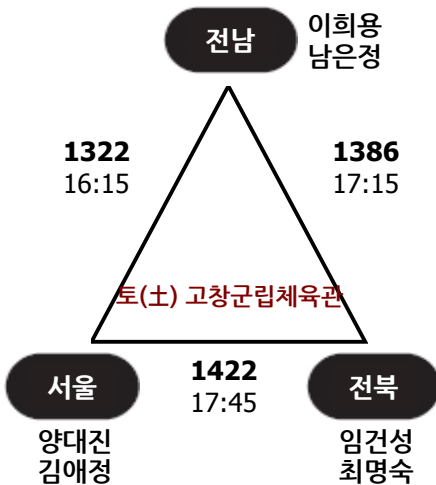 전남
이희용
남은정
1322
16:15
1386
17:15
토(土) 고창군립체육관
서울
1422
17:45
전북
양대진
김애정
임건성
최명숙